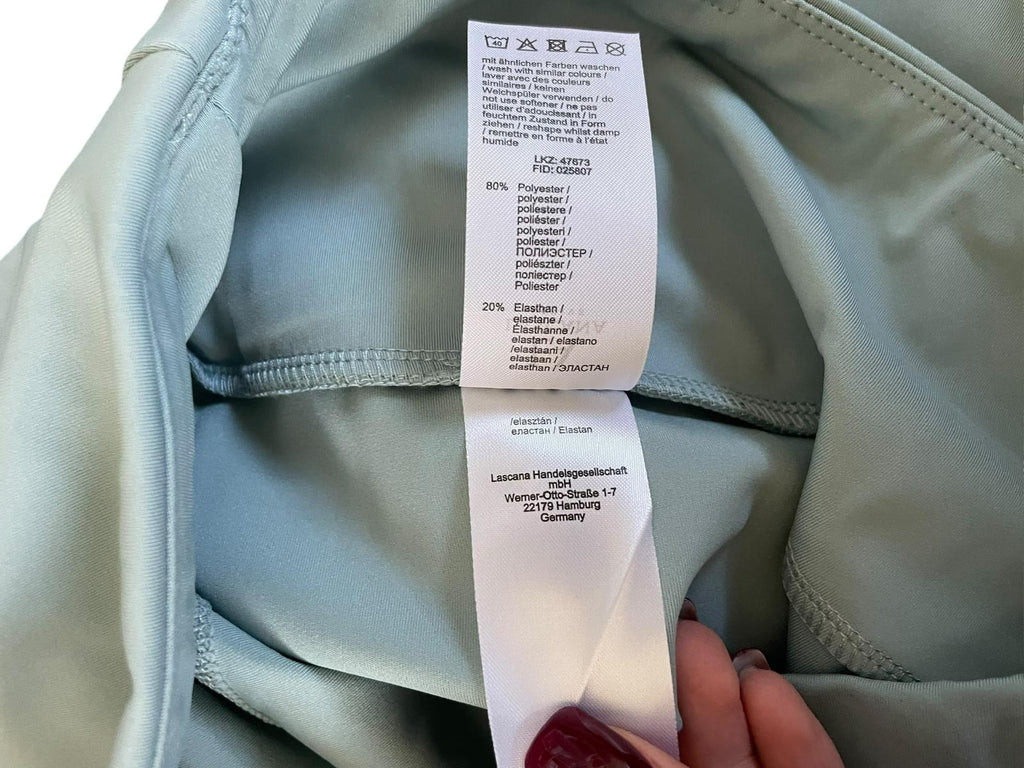 40
mit ähnlichen Farben waschen
/ wash with similar colours /
laver avec des couleurs
similaires / keinen
Weichspüler verwenden / do
not use softener / ne pas
utiliser d'adoucissant / in
feuchtem Zustand in Form
ziehen / reshape whilst damp
/ remettre en forme à l'état
humide
LKZ: 47673
FID: 025807
80% Polyester /
polyester /
poliestere /
poliéster /
polyesteri /
poliester /
ПОЛИЭСТЕР /
poliészter /
поліестер /
Poliester
20% Elasthan /
elastane /
Élasthanne /
elastan / elastano
/elastaani /
elastaan /
elasthan / ЭЛАСТАН
/elasztán /
еластан / Elastan
Lascana Handelsgesellschaft
mbH
Werner-Otto-Straße 1-7
22179 Hamburg
Germany